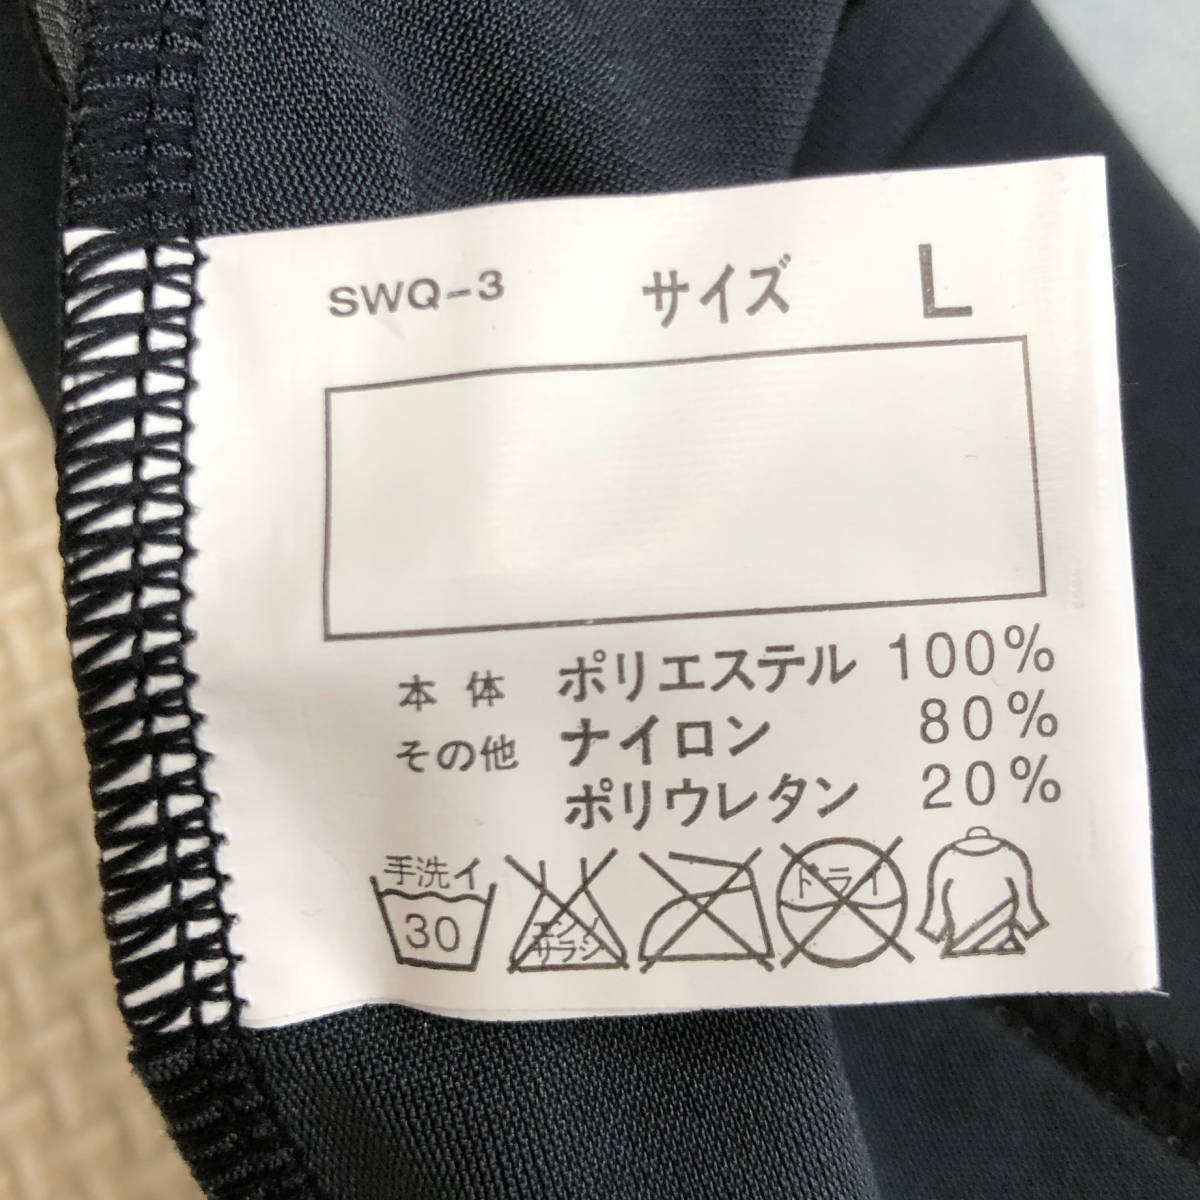 SWQ-3 サイズ L
本体 ポリエステル 100%
その他 ナイロン 80%
ポリウレタン 20%
手洗イ
30
エンソ
サラシ
ドライ